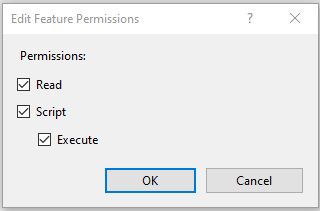 Edit Feature Permissions ?
Permissions:
Read
Script
Execute
OK Cancel